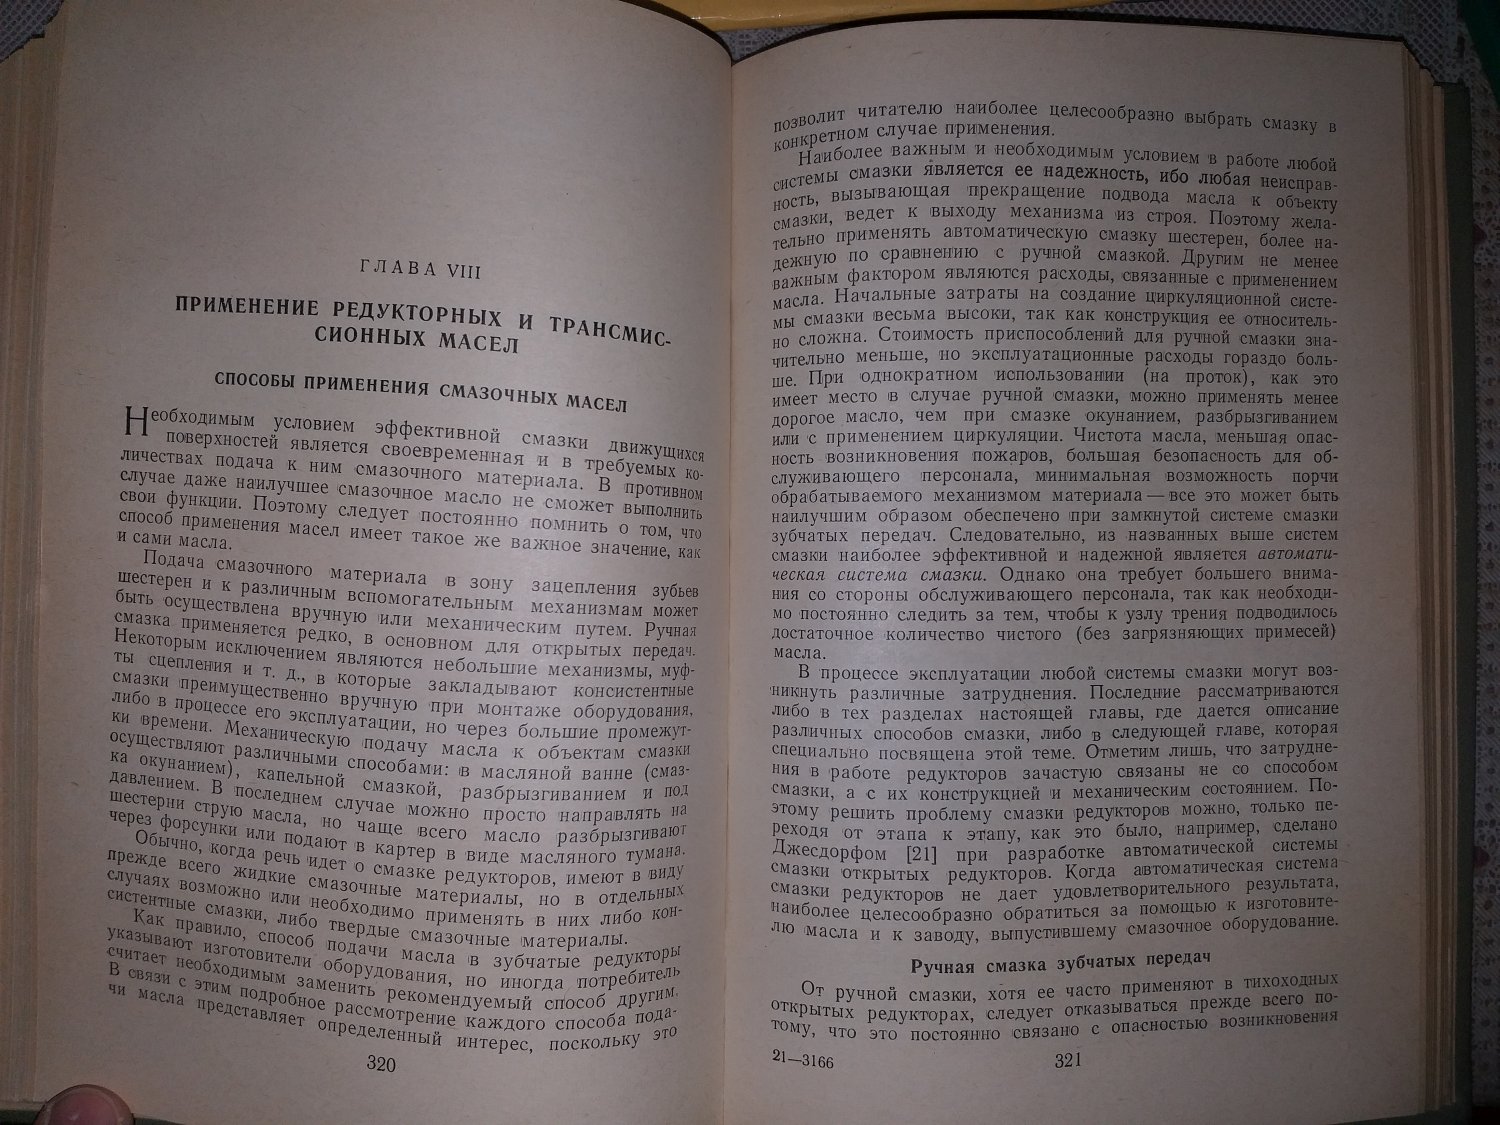 ГЛАВА VIII
ПРИМЕНЕНИЕ РЕДУКТОРНЫХ И ТРАНСМИС-
СИОННЫХ МАСЕЛ
СПОСОБЫ ПРИМЕНЕНИЯ СМАЗОЧНЫХ МАСЕЛ
Необходимым условием эффективной смазки движущихся
поверхностей является своевременная и в требуемых ко-
личествах подача к ним смазочного материала. В противном
случае даже наилучшее смазочное масло не сможет выполнить
свои функции. Поэтому следует постоянно помнить о том, что
способ применения масел имеет такое же важное значение, как
и сами масла.
Подача смазочного материала в зону зацепления зубьев
шестерен и к различным вспомогательным механизмам может
быть осуществлена вручную или механическим путем. Ручная
смазка применяется редко, в основном для открытых передач.
Некоторым исключением являются небольшие механизмы, муф-
ты сцепления и т. д., в которые закладывают консистентные
смазки преимущественно вручную при монтаже оборудования,
либо в процессе его эксплуатации, но через большие промежут-
ки времени. Механическую подачу масла к объектам смазки
осуществляют различными способами: в масляной ванне (смаз-
ка окунанием), капельной смазкой, разбрызгиванием и под
давлением. В последнем случае можно просто направлять на
шестерни струю масла, но чаще всего масло разбрызгивают
через форсунки или подают в картер в виде масляного тумана.
Обычно, когда речь идет о смазке редукторов, имеют в виду
прежде всего жидкие смазочные материалы, но в отдельных
случаях возможно или необходимо применять в них либо кон-
систентные смазки, либо твердые смазочные материалы.
Как правило, способ подачи масла в зубчатые редукторы
указывают изготовители оборудования, но иногда потребитель
считает необходимым заменить рекомендуемый способ другим.
В связи с этим подробное рассмотрение каждого способа пода-
чи масла представляет определенный интерес, поскольку это
320
позволит читателю наиболее целесообразно выбрать смазку в
конкретном случае применения.
Наиболее важным и необходимым условием в работе любой
системы смазки является ее надежность, ибо любая неисправ-
ность, вызывающая прекращение подвода масла к объекту
смазки, ведет к выходу механизма из строя. Поэтому жела-
тельно применять автоматическую смазку шестерен, более на-
дежную по сравнению с ручной смазкой. Другим не менее
важным фактором являются расходы, связанные с применением
масла. Начальные затраты на создание циркуляционной систе-
мы смазки весьма высоки, так как конструкция ее относитель-
но сложна. Стоимость приспособлений для ручной смазки зна-
чительно меньше, но эксплуатационные расходы гораздо боль-
ше. При однократном использовании (на проток), как это
имеет место в случае ручной смазки, можно применять менее
дорогое масло, чем при смазке окунанием, разбрызгиванием
или с применением циркуляции. Чистота масла, меньшая опас-
ность возникновения пожаров, большая безопасность для об-
служивающего персонала, минимальная возможность порчи
обрабатываемого механизмом материала — все это может быть
наилучшим образом обеспечено при замкнутой системе смазки
зубчатых передач. Следовательно, из названных выше систем
смазки наиболее эффективной и надежной является автомати-
ческая система смазки. Однако она требует большего внима-
ния со стороны обслуживающего персонала, так как необходи-
мо постоянно следить за тем, чтобы к узлу трения подводилось
достаточное количество чистого (без загрязняющих примесей)
масла.
В процессе эксплуатации любой системы смазки могут воз-
никнуть различные затруднения. Последние рассматриваются
либо в тех разделах настоящей главы, где дается описание
различных способов смазки, либо в следующей главе, которая
специально посвящена этой теме. Отметим лишь, что затрудне-
ния в работе редукторов зачастую связаны не со способом
смазки, а с их конструкцией и механическим состоянием. По-
этому решить проблему смазки редукторов можно, только пе-
реходя от этапа к этапу, как это было, например, сделано
Джесдорфом [21] при разработке автоматической системы
смазки открытых редукторов. Когда автоматическая система
смазки редукторов не дает удовлетворительного результата,
наиболее целесообразно обратиться за помощью к изготовите-
лю масла и к заводу, выпустившему смазочное оборудование.
Ручная смазка зубчатых передач
От ручной смазки, хотя ее часто применяют в тихоходных
открытых редукторах, следует отказываться прежде всего по-
тому, что это постоянно связано с опасностью возникновения
21—3166
321